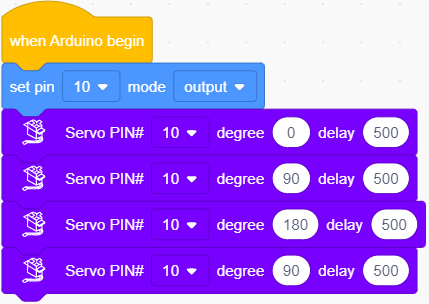 when Arduino begin
set pin 10 mode output
Servo PIN# 10 degree 0 delay 500
Servo PIN# 10 degree 90 delay 500
Servo PIN# 10 degree 180 delay 500
Servo PIN# 10 degree 90 delay 500